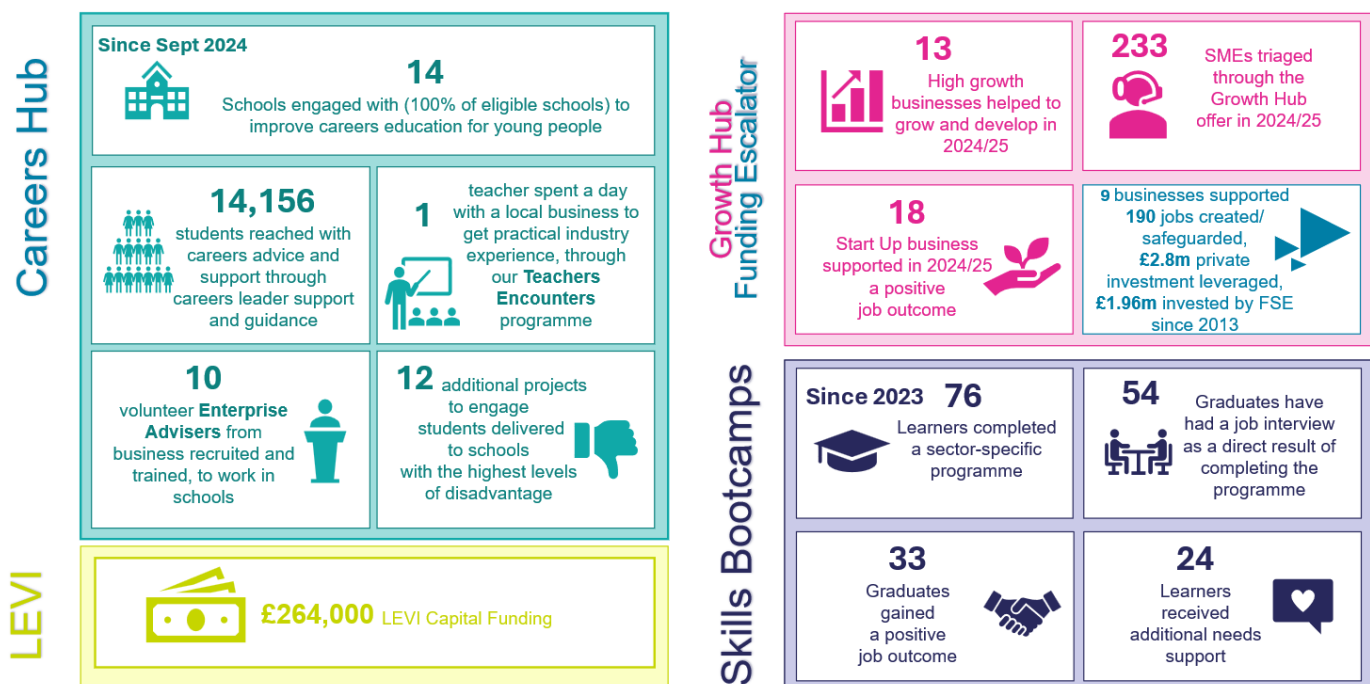 Careers Hub
Since Sept 2024
14
Schools engaged with (100% of eligible schools) to
improve careers education for young people
14,156
students reached with
careers advice and
support through
careers leader support
and guidance
1
teacher spent a day
with a local business to
get practical industry
experience, through
our Teachers
Encounters
programme
10
volunteer Enterprise
Advisers from
business recruited and
trained, to work in
schools
12 additional projects
to engage
students delivered
to schools
with the highest levels
of disadvantage
LEVI
£264,000 LEVI Capital Funding
Growth Hub
Funding Escalator
13
High growth
businesses helped to
grow and develop in
2024/25
233
SMEs triaged
through the
Growth Hub
offer in 2024/25
18
Start Up business
supported in 2024/25
a positive
job outcome
9 businesses supported
190 jobs created/
safeguarded,
£2.8m private
investment leveraged,
£1.96m invested by FSE
since 2013
Skills Bootcamps
Since 2023 76
Learners completed
a sector-specific
programme
54
Graduates have
had a job interview
as a direct result of
completing the
programme
33
Graduates
gained
a positive
job outcome
24
Learners
received
additional needs
support